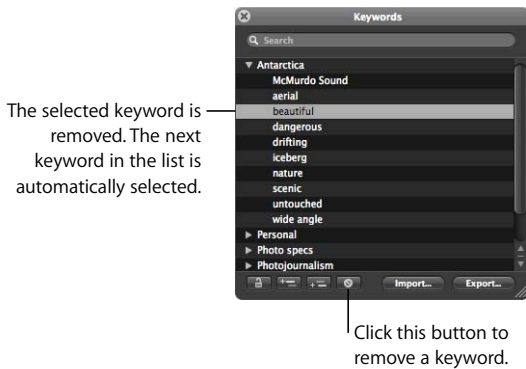 Keywords
Search
Antarctica
McMurdo Sound
aerial
beautiful
dangerous
drifting
iceberg
nature
scenic
untouched
wide angle
Personal
Photo specs
Photojournalism
Import...
Export...
The selected keyword is
removed. The next
keyword in the list is
automatically selected.
Click this button to
remove a keyword.